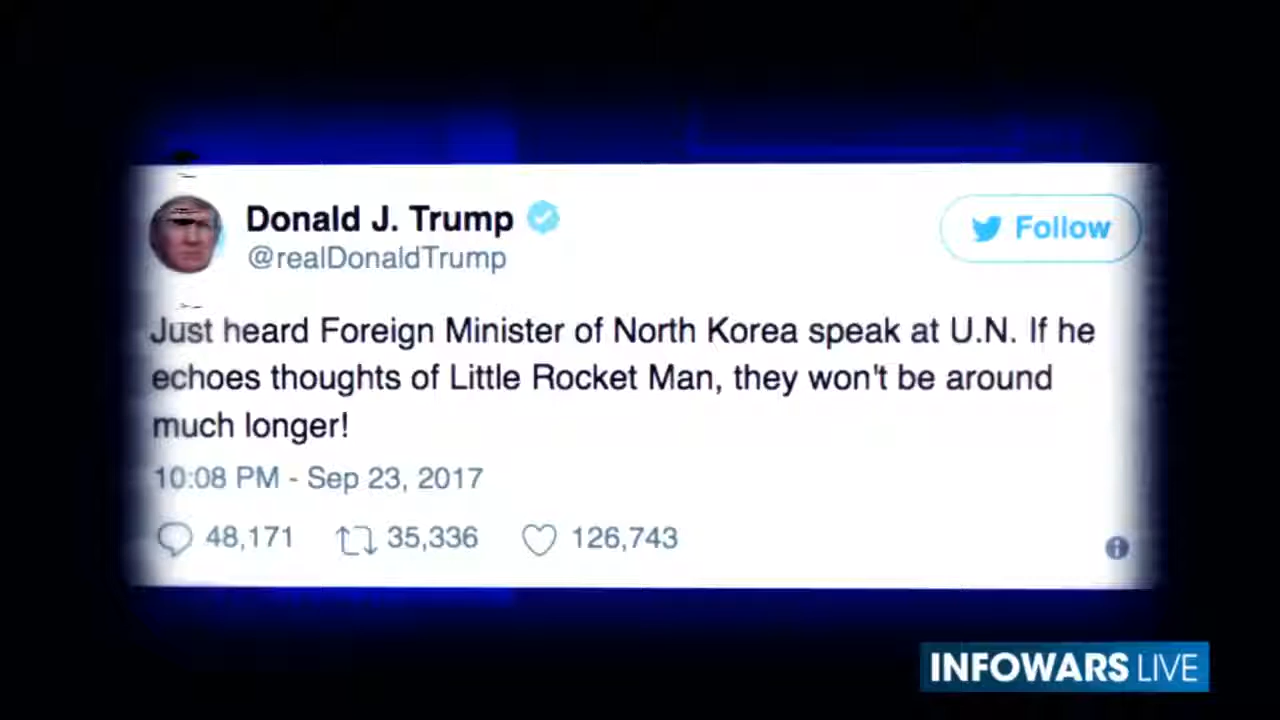 Donald J. Trump
@realDonaldTrump
Follow
Just heard Foreign Minister of North Korea speak at U.N. If he
echoes thoughts of Little Rocket Man, they won't be around
much longer!
10:08 PM - Sep 23, 2017
48,171 35,336 126,743
INFOWARS LIVE